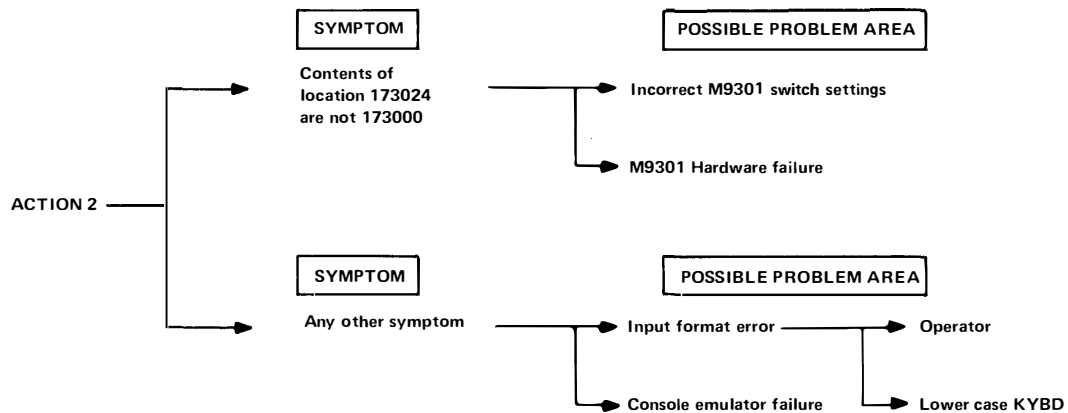 SYMPTOM
POSSIBLE PROBLEM AREA
Contents of
location 173024
are not 173000
Incorrect M9301 switch settings
M9301 Hardware failure
ACTION 2
SYMPTOM
POSSIBLE PROBLEM AREA
Any other symptom
Input format error
Operator
Console emulator failure
Lower case KYBD